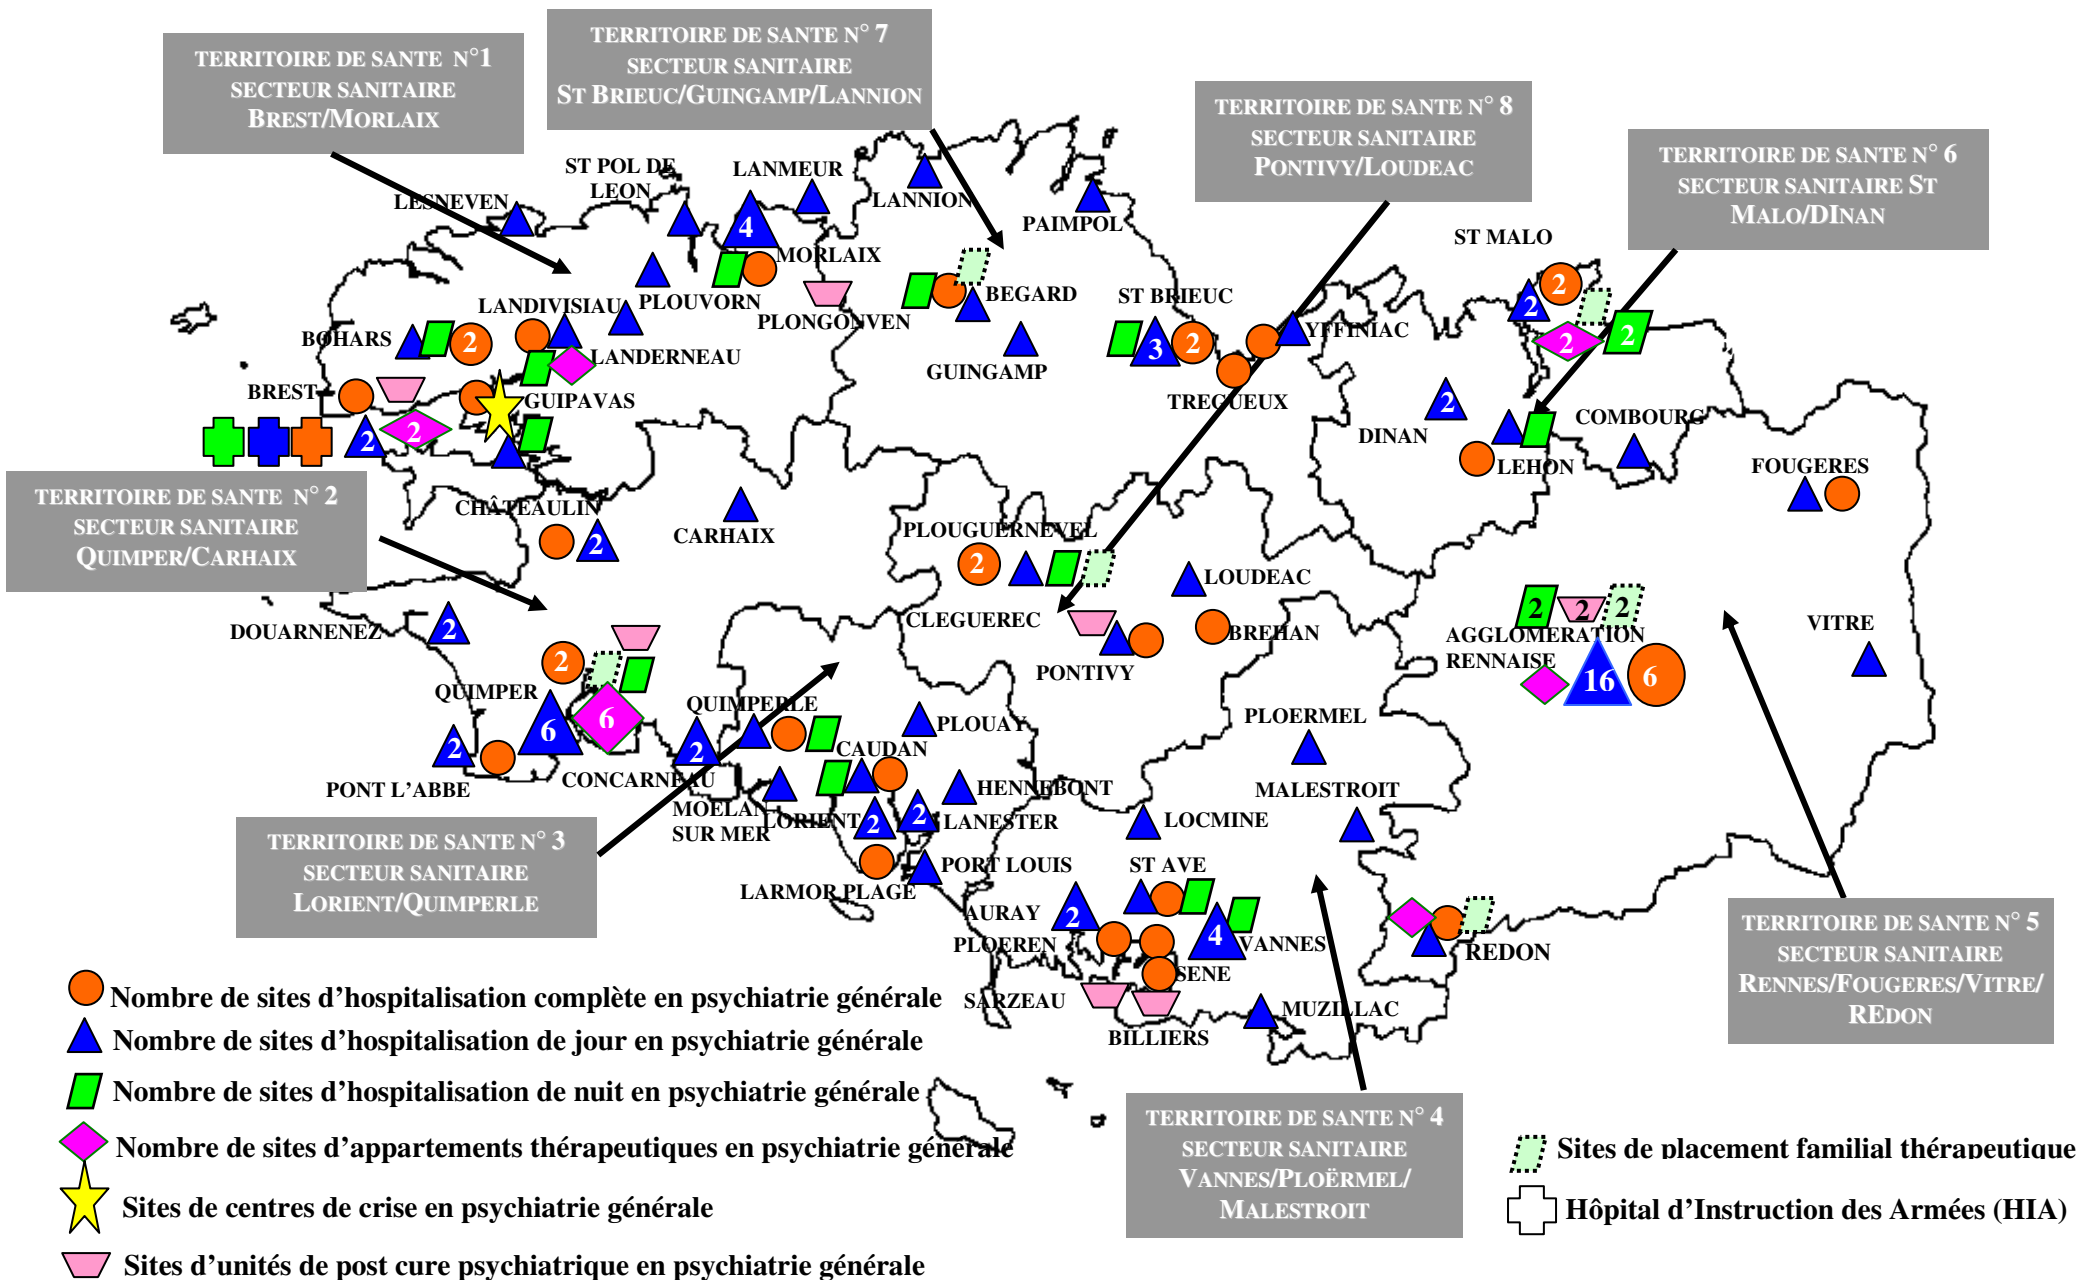 TERRITOIRE DE SANTE N° 7
SECTEUR SANITAIRE
ST BRIEUC/GUINGAMP/LANNION
TERRITOIRE DE SANTE N°1
SECTEUR SANITAIRE
BREST/MORLAIX
TERRITOIRE DE SANTE N° 8
SECTEUR SANITAIRE
PONTIVY/LOUDEAC
TERRITOIRE DE SANTE N° 6
SECTEUR SANITAIRE ST
MALO/DINAN
ST POL DE
LEON
LANMEUR
LANNION
LESNEVEN
PAIMPOL
4
MORLAIX
ST MALO
2
2
PLOUVORN
LANDIVISIAU
PLONGONVEN
BEGARD
ST BRIEUC
YFFINIAC
BOHARS
2
LANDERNEAU
GUINGAMP
3
2
2
2
TREGUEUX
BREST
GUIPAVAS
2
2
2
DINAN
COMBOURG
LEHON
FOUGERES
TERRITOIRE DE SANTE N° 2
SECTEUR SANITAIRE
QUIMPER/CARHAIX
CHÂTEAULIN
2
CARHAIX
PLOUGUERNEVEL
2
LOUDEAC
CLEGUEREC
BREHAN
PONTIVY
2
2
2
AGGLOMERATION
RENNAISE
16
6
VITRE
DOUARNENEZ
2
2
QUIMPER
6
6
2
PONT L'ABBE
CONCARNEAU
2
QUIMPERLE
PLOUAY
CAUDAN
MOELAN
SUR MER
HENNEBONT
LORIENT
2
2
LANESTER
PLOERMEL
MALESTROIT
LOCMINE
TERRITOIRE DE SANTE N° 3
SECTEUR SANITAIRE
LORIENT/QUIMPERLE
LARMOR PLAGE
PORT LOUIS
ST AVE
AURAY
2
PLOEREN
4
VANNES
SENE
SARZEAU
BILLIERS
MUZILLAC
REDON
TERRITOIRE DE SANTE N° 5
SECTEUR SANITAIRE
RENNES/FOUGERES/VITRE/
REDON
TERRITOIRE DE SANTE N° 4
SECTEUR SANITAIRE
VANNES/PLOËRMEL/
MALESTROIT
Nombre de sites d'hospitalisation complète en psychiatrie générale
Nombre de sites d'hospitalisation de jour en psychiatrie générale
Nombre de sites d'hospitalisation de nuit en psychiatrie générale
Nombre de sites d'appartements thérapeutiques en psychiatrie générale
Sites de centres de crise en psychiatrie générale
Sites d'unités de post cure psychiatrique en psychiatrie générale
Sites de placement familial thérapeutique
Hôpital d'Instruction des Armées (HIA)